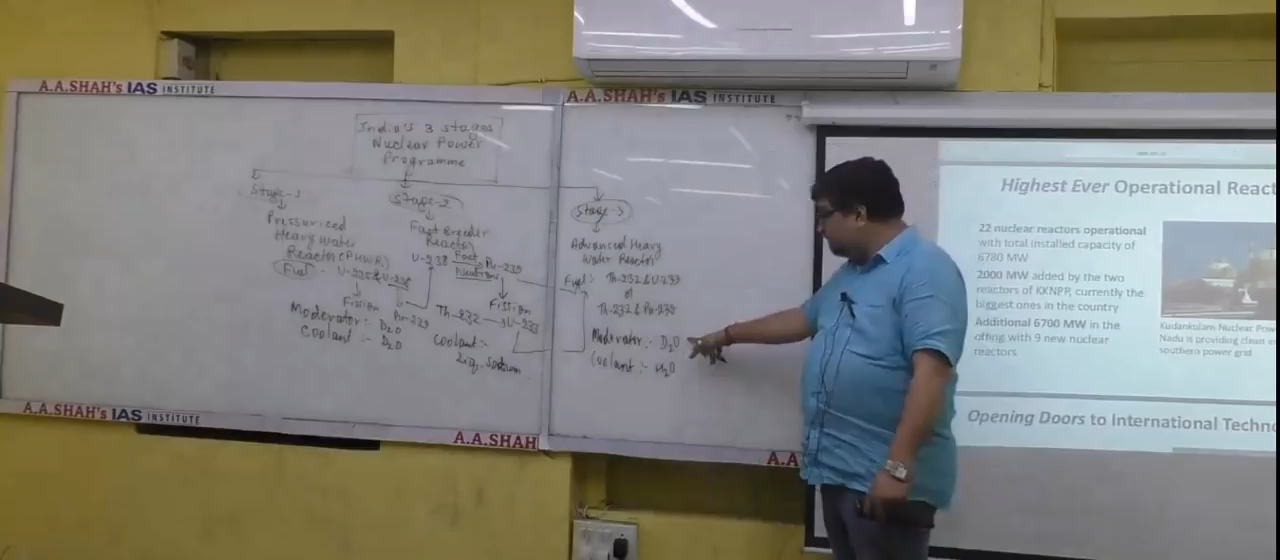 A.A.SHAH's IAS INSTITUTE
A.A.SHAH's IAS INSTITUTE
India's 3 stages
Nuclear Power
Programme
Stage-1
Pressurized
Heavy Water
Reactor (PHWR)
Fuel - U-235 & U-238
Fission
Pu-239
Moderator :- D2O
Coolant :- D2O
Stage-2
Fast Breeder
Reactor
U-238 Fast Neutron Pu-239
Fission
Th-232 U-233
Coolant :-
Liq. Sodium
Stage-3
Advanced Heavy
Water Reactor
Fuel :- Th-232 & U-233
or
Th-232 & Pu-239
Moderator :- D2O
Coolant :- H2O
A.A.SHAH's IAS INSTITUTE
A.A.SHAH
A.A
Highest Ever Operational React
22 nuclear reactors operational
with total installed capacity of
6780 MW
2000 MW added by the two
reactors of KKNPP, currently the
biggest ones in the country
Additional 6700 MW in the
offing with 9 new nuclear
reactors
Kudankulam Nuclear Pow
Nadu is providing clean e
southern power grid
Opening Doors to International Techno